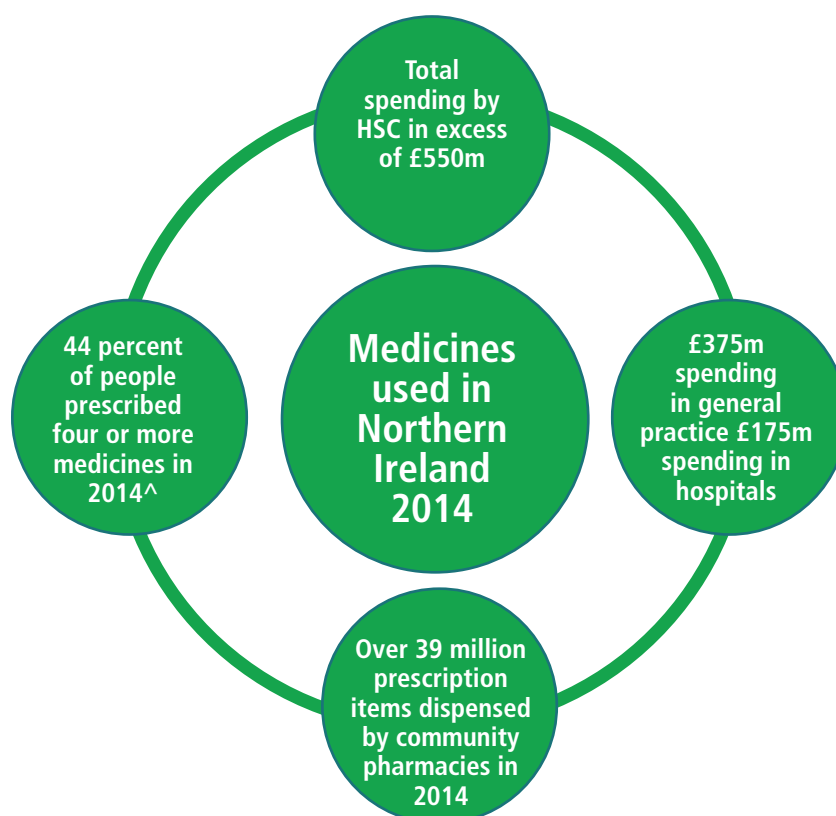 Total
spending by
HSC in excess
of £550m
44 percent
of people
prescribed
four or more
medicines in
2014^
Medicines
used in
Northern
Ireland
2014
£375m
spending
in general
practice £175m
spending in
hospitals
Over 39 million
prescription
items dispensed
by community
pharmacies in
2014